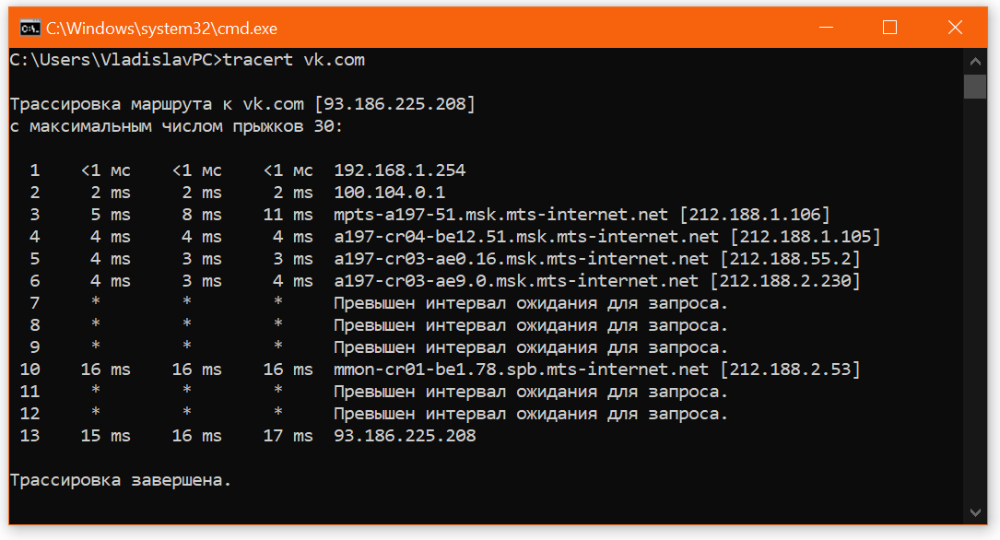 C:\Windows\system32\cmd.exe
C:\Users\VladislavPC>tracert vk.com
Трассировка маршрута к vk.com [93.186.225.208]
с максимальным числом прыжков 30:
1 <1 мс <1 мс <1 мс 192.168.1.254
2 2 ms 2 ms 2 ms 100.104.0.1
3 5 ms 8 ms 11 ms mpts-a197-51.msk.mts-internet.net [212.188.1.106]
4 4 ms 4 ms 4 ms a197-cr04-be12.51.msk.mts-internet.net [212.188.1.105]
5 4 ms 3 ms 3 ms a197-cr03-ae0.16.msk.mts-internet.net [212.188.55.2]
6 4 ms 3 ms 4 ms a197-cr03-ae9.0.msk.mts-internet.net [212.188.2.230]
7 * * * Превышен интервал ожидания для запроса.
8 * * * Превышен интервал ожидания для запроса.
9 * * * Превышен интервал ожидания для запроса.
10 16 ms 16 ms 16 ms mmon-cr01-be1.78.spb.mts-internet.net [212.188.2.53]
11 * * * Превышен интервал ожидания для запроса.
12 * * * Превышен интервал ожидания для запроса.
13 15 ms 16 ms 17 ms 93.186.225.208
Трассировка завершена.